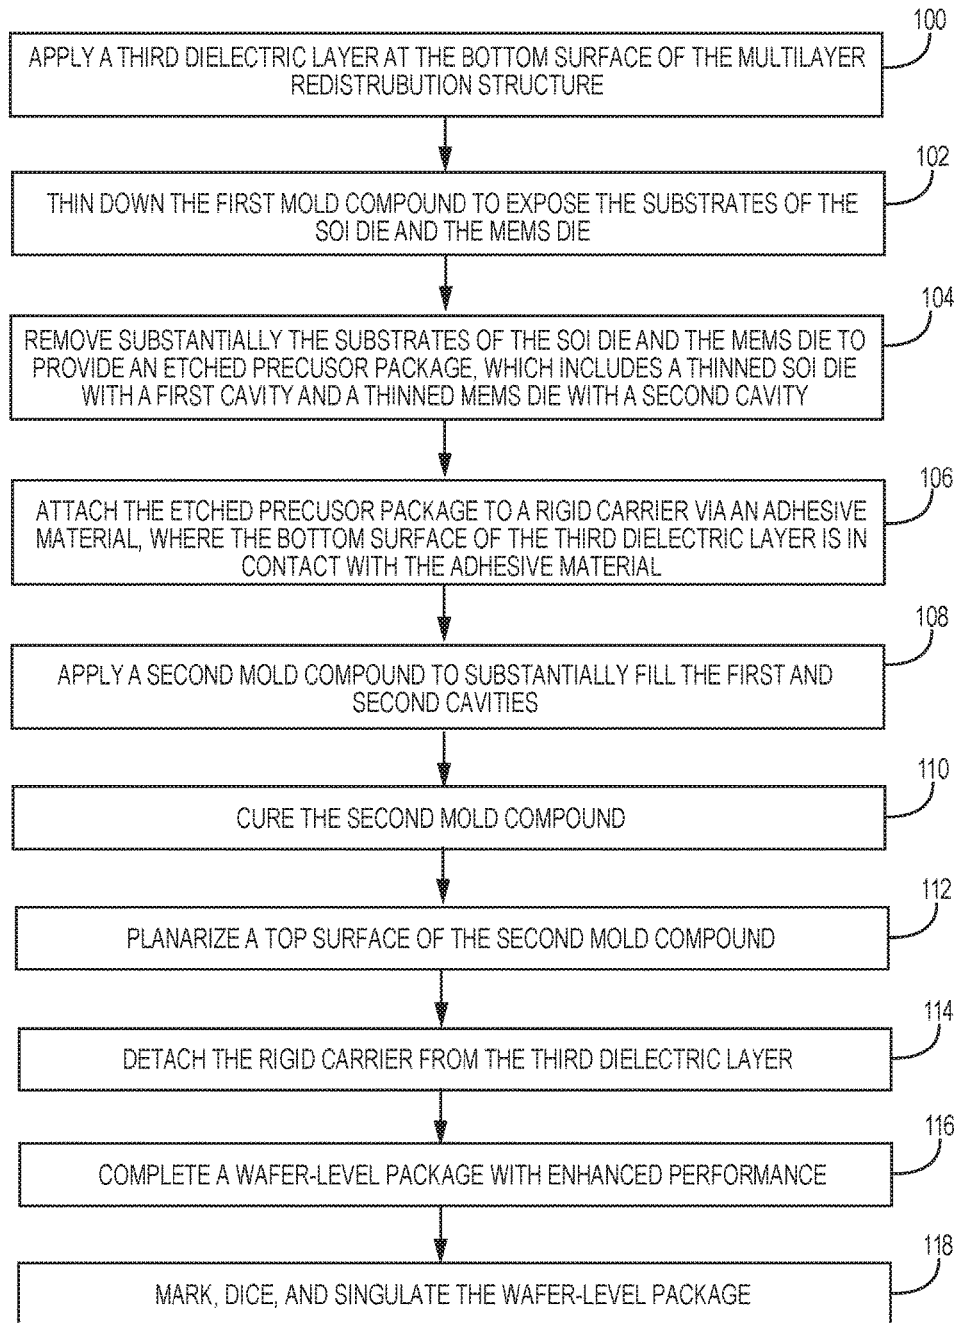 100
APPLY A THIRD DIELECTRIC LAYER AT THE BOTTOM SURFACE OF THE MULTILAYER
REDISTRUBUTION STRUCTURE
102
THIN DOWN THE FIRST MOLD COMPOUND TO EXPOSE THE SUBSTRATES OF THE
SOI DIE AND THE MEMS DIE
104
REMOVE SUBSTANTIALLY THE SUBSTRATES OF THE SOI DIE AND THE MEMS DIE TO
PROVIDE AN ETCHED PRECUSOR PACKAGE, WHICH INCLUDES A THINNED SOI DIE
WITH A FIRST CAVITY AND A THINNED MEMS DIE WITH A SECOND CAVITY
106
ATTACH THE ETCHED PRECUSOR PACKAGE TO A RIGID CARRIER VIA AN ADHESIVE
MATERIAL, WHERE THE BOTTOM SURFACE OF THE THIRD DIELECTRIC LAYER IS IN
CONTACT WITH THE ADHESIVE MATERIAL
108
APPLY A SECOND MOLD COMPOUND TO SUBSTANTIALLY FILL THE FIRST AND
SECOND CAVITIES
110
CURE THE SECOND MOLD COMPOUND
112
PLANARIZE A TOP SURFACE OF THE SECOND MOLD COMPOUND
114
DETACH THE RIGID CARRIER FROM THE THIRD DIELECTRIC LAYER
116
COMPLETE A WAFER-LEVEL PACKAGE WITH ENHANCED PERFORMANCE
118
MARK, DICE, AND SINGULATE THE WAFER-LEVEL PACKAGE